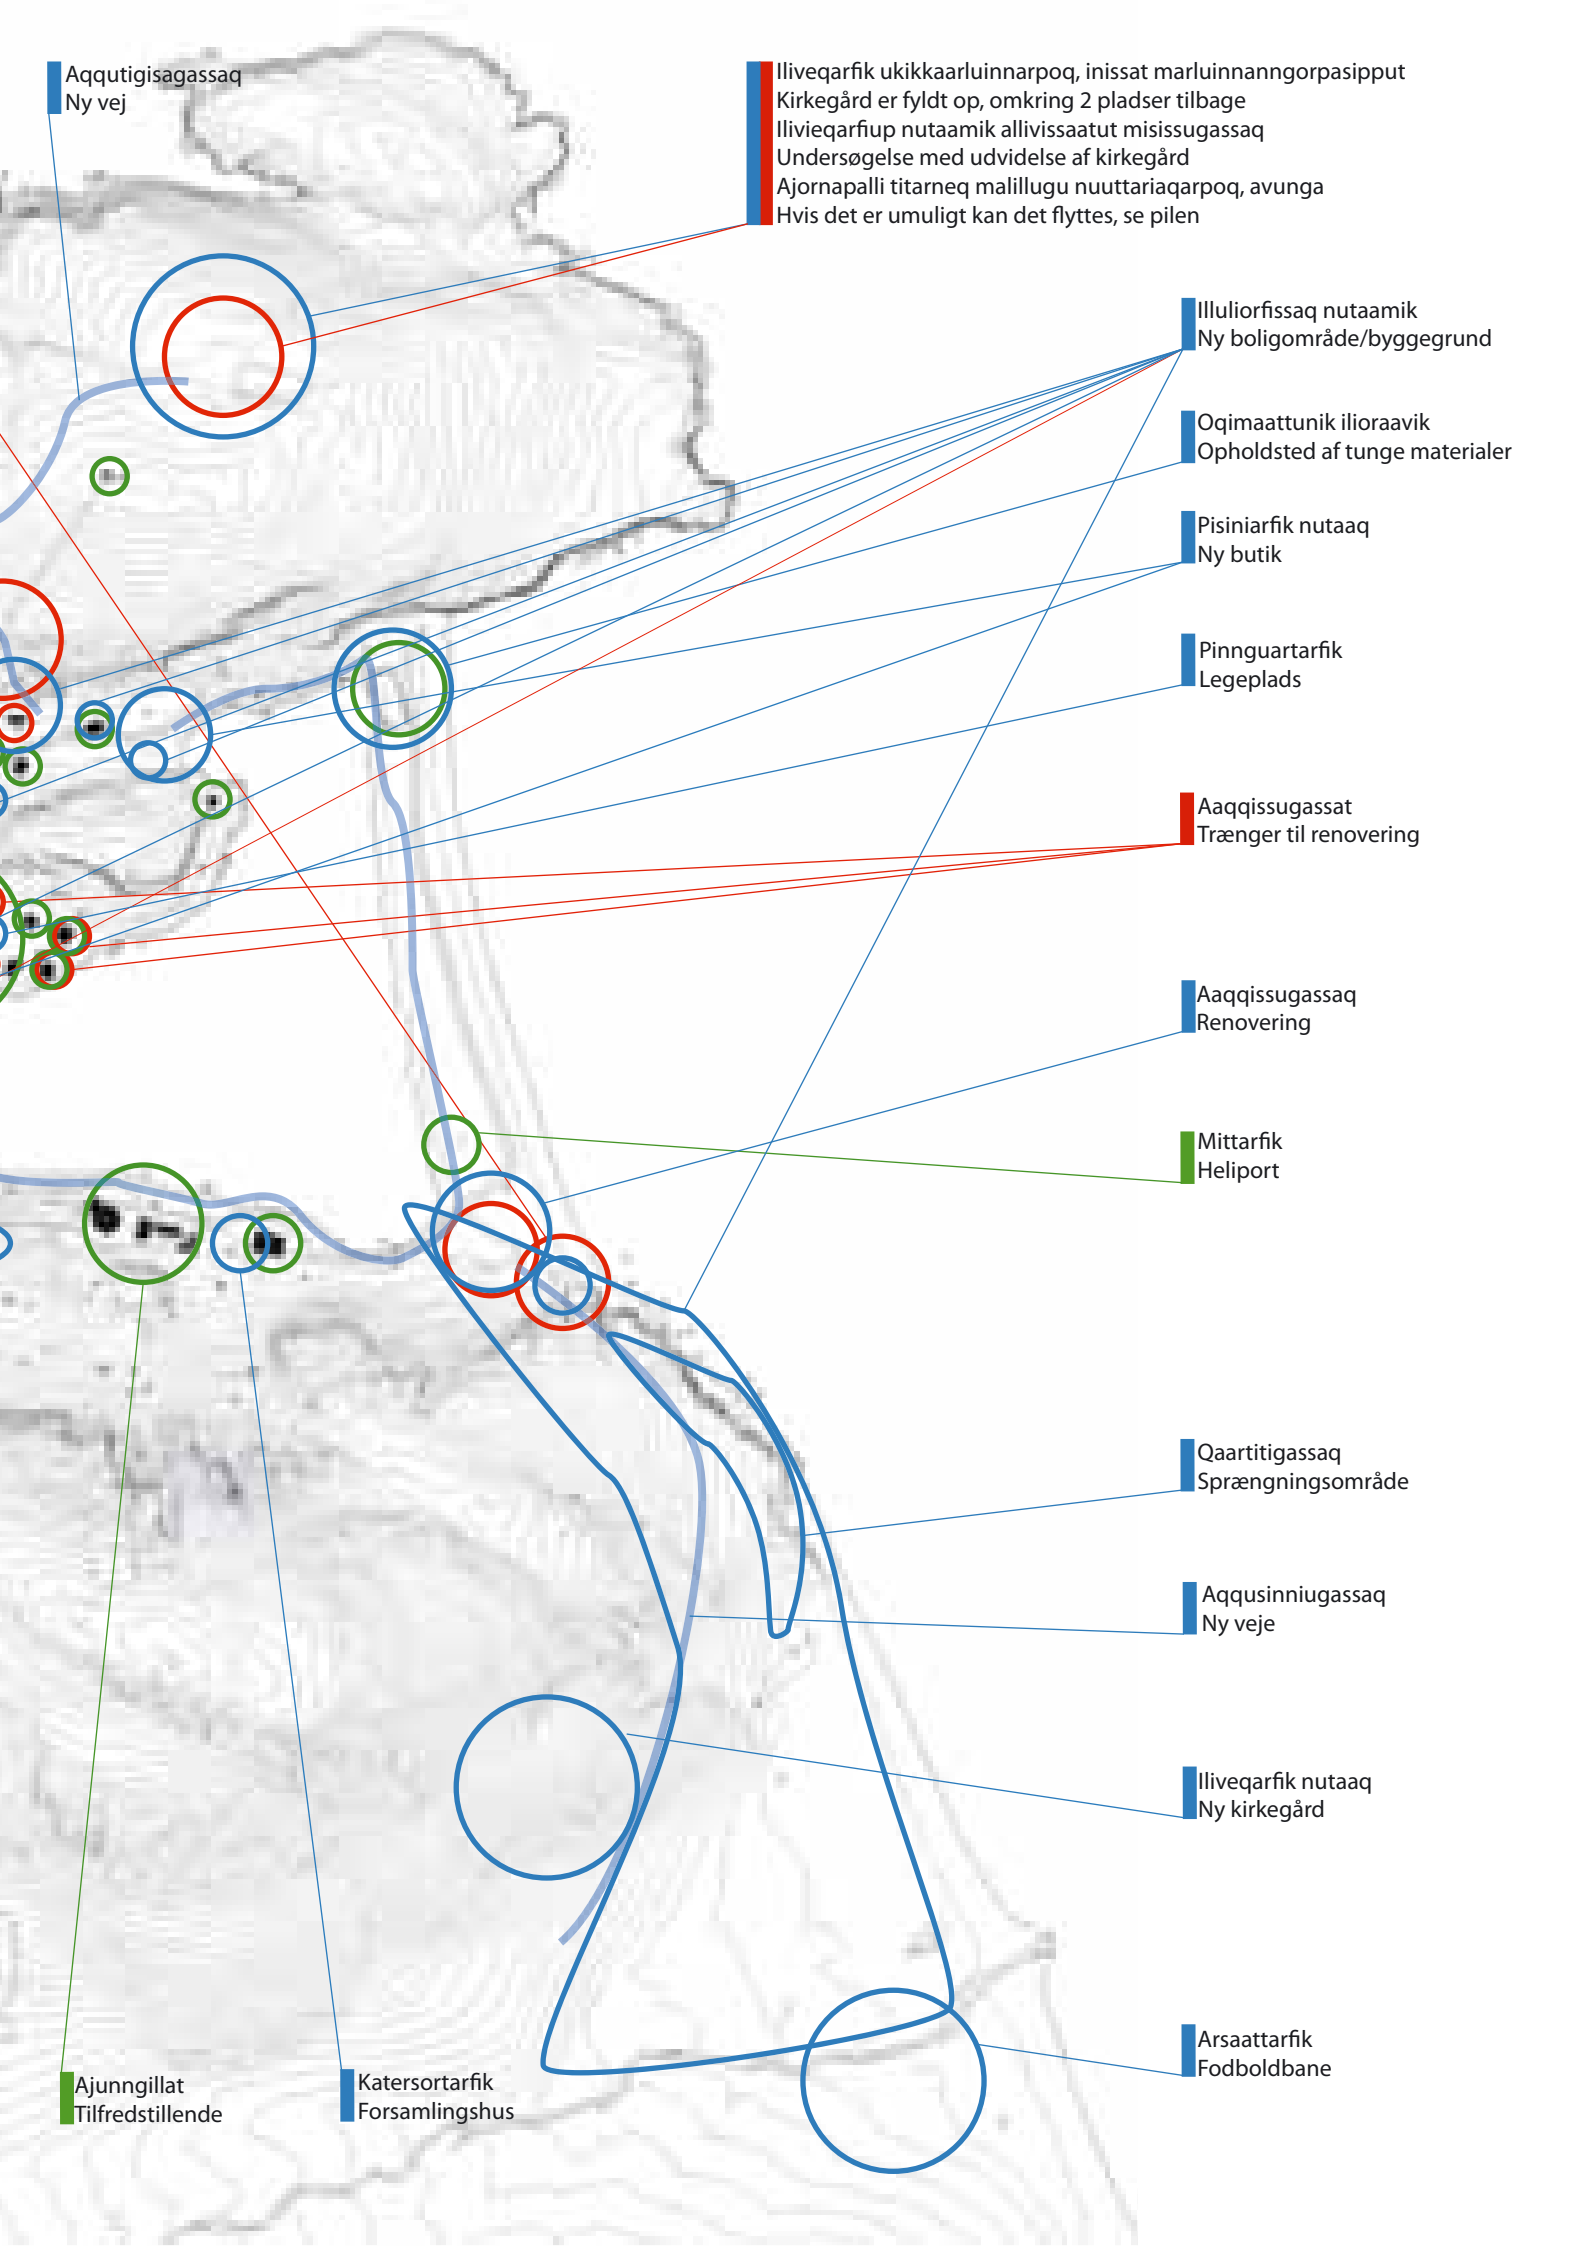 Aqqutigisagassaq
Ny vej
Iliveqarfik ukikkaarluinnarpoq, inissat marluinnanngorpasipput
Kirkegård er fyldt op, omkring 2 pladser tilbage
Ilivieqarfiup nutaamik allivissaatut misissugassaq
Undersøgelse med udvidelse af kirkegård
Ajornapalli titarneq malillugu nuuttariaqarpoq, avunga
Hvis det er umuligt kan det flyttes, se pilen
Illuliorfissaq nutaamik
Ny boligområde/byggegrund
Oqimaattunik ilioraavik
Opholdsted af tunge materialer
Pisiniarfik nutaaq
Ny butik
Pinnguartarfik
Legeplads
Aaqqissugassat
Trænger til renovering
Aaqqissugassaq
Renovering
Mittarfik
Heliport
Qaartitigassaq
Sprængningsområde
Aqqusinniugassaq
Ny veje
Iliveqarfik nutaaq
Ny kirkegård
Arsaattarfik
Fodboldbane
Ajunngillat
Tilfredstillende
Katersortarfik
Forsamlingshus